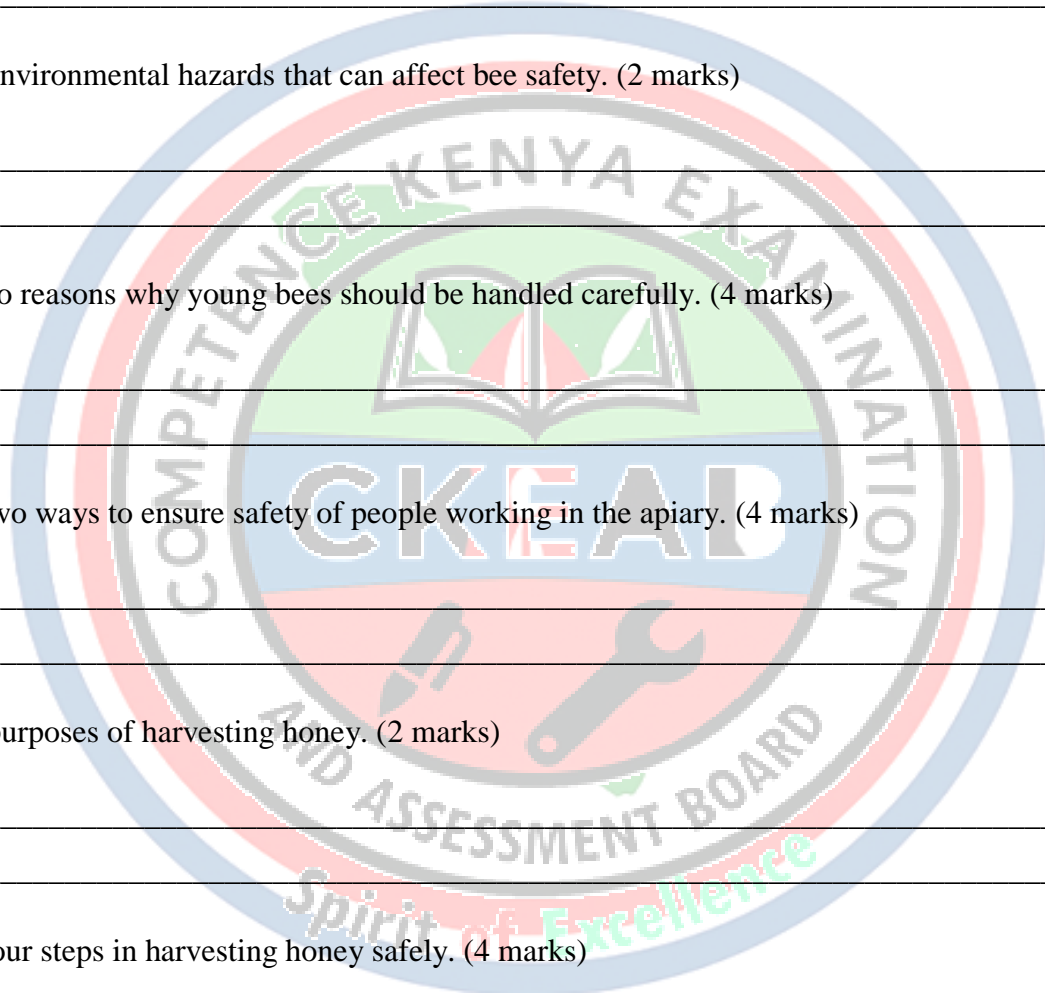 nvironmental hazards that can affect bee safety. (2 marks)
o reasons why young bees should be handled carefully. (4 marks)
wo ways to ensure safety of people working in the apiary. (4 marks)
urposes of harvesting honey. (2 marks)
our steps in harvesting honey safely. (4 marks)
COMPETENCE KENYA EXAMINATION
CKEAB
AND ASSESSMENT BOARD
Spirit of Excellence